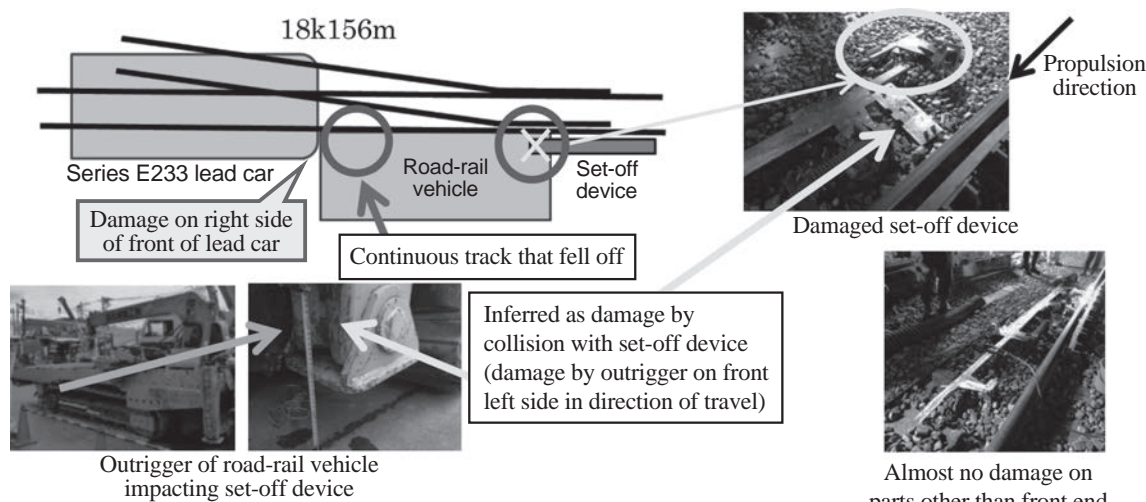 18k156m
Series E233 lead car
Road-rail
vehicle
Set-off
device
Propulsion
direction
Damage on right side
of front of lead car
Continuous track that fell off
Damaged set-off device
Inferred as damage by
collision with set-off device
(damage by outrigger on front
left side in direction of travel)
Outrigger of road-rail vehicle
impacting set-off device
Almost no damage on
parts other than front end